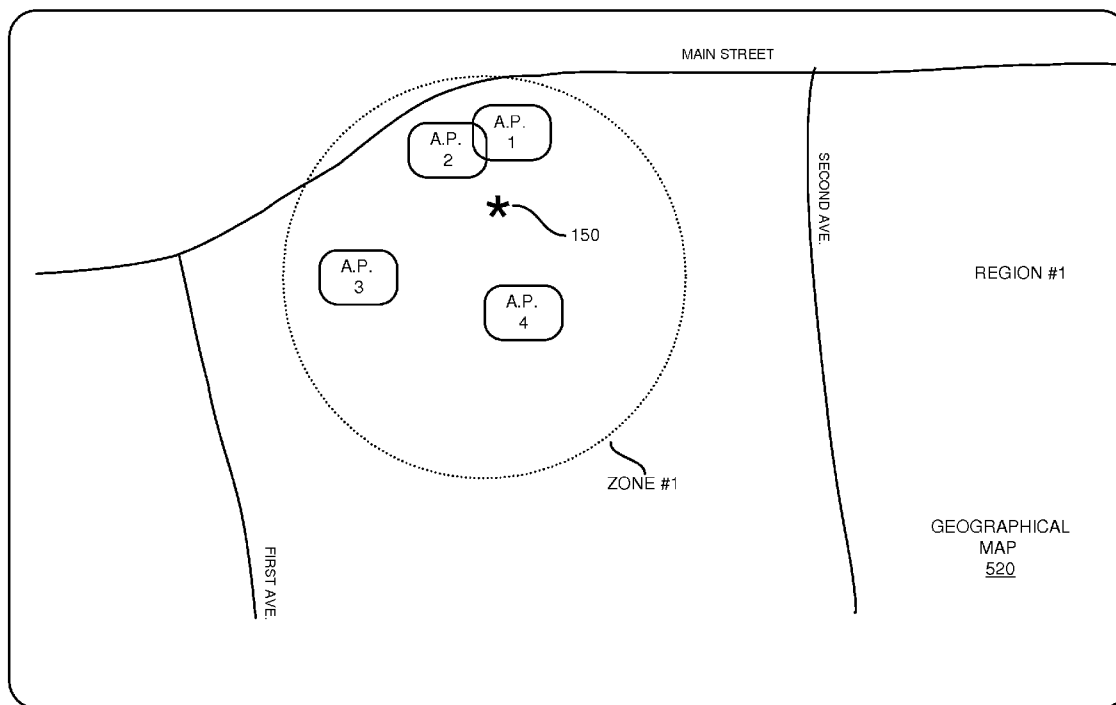 MAIN STREET
A.P.
1
A.P.
2
150
SECOND AVE.
A.P.
3
REGION #1
A.P.
4
ZONE #1
FIRST AVE.
GEOGRAPHICAL
MAP
520